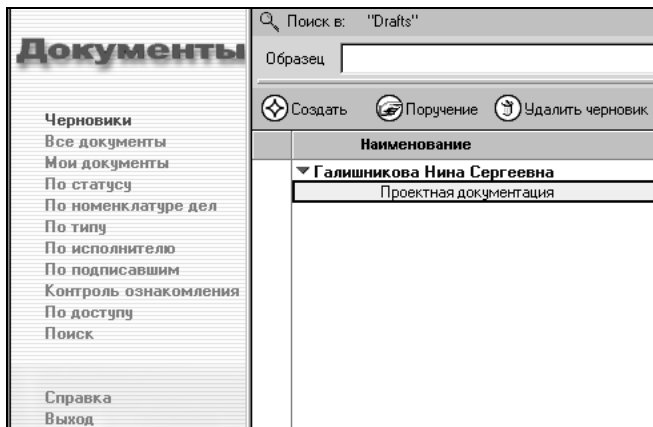 Документы
Черновики
Все документы
Мои документы
По статусу
По номенклатуре дел
По типу
По исполнителю
По подписавшим
Контроль ознакомления
По доступу
Поиск
Справка
Выход
Поиск в: "Drafts"
Образец
Создать Поручение Удалить черновик
Наименование
Галишникова Нина Сергеевна
Проектная документация